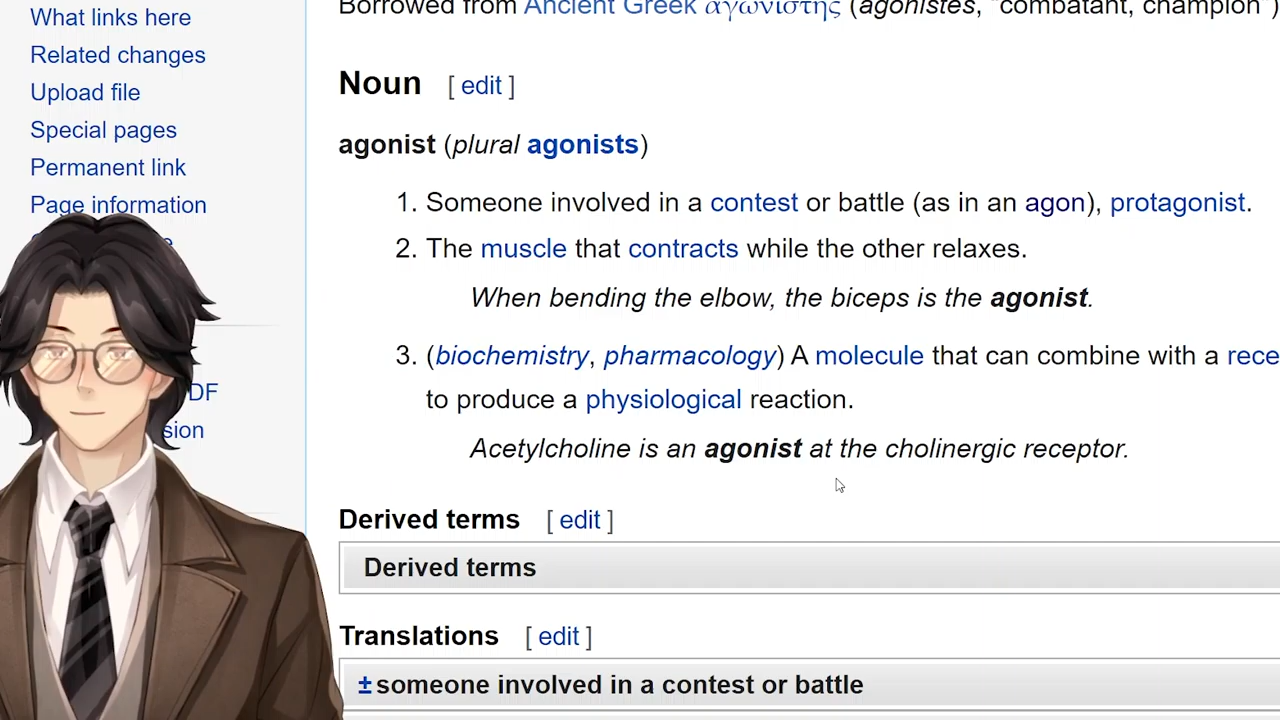 What links here
Related changes
Upload file
Special pages
Permanent link
Page information
DF
sion
Borrowed from Ancient Greek ἀγωνιστής (agōnistēs, "combatant, champion")
Noun [ edit ]
agonist (plural agonists)
1. Someone involved in a contest or battle (as in an agon), protagonist.
2. The muscle that contracts while the other relaxes.
When bending the elbow, the biceps is the agonist.
3. (biochemistry, pharmacology) A molecule that can combine with a rece
to produce a physiological reaction.
Acetylcholine is an agonist at the cholinergic receptor.
Derived terms [ edit ]
Derived terms
Translations [ edit ]
±someone involved in a contest or battle